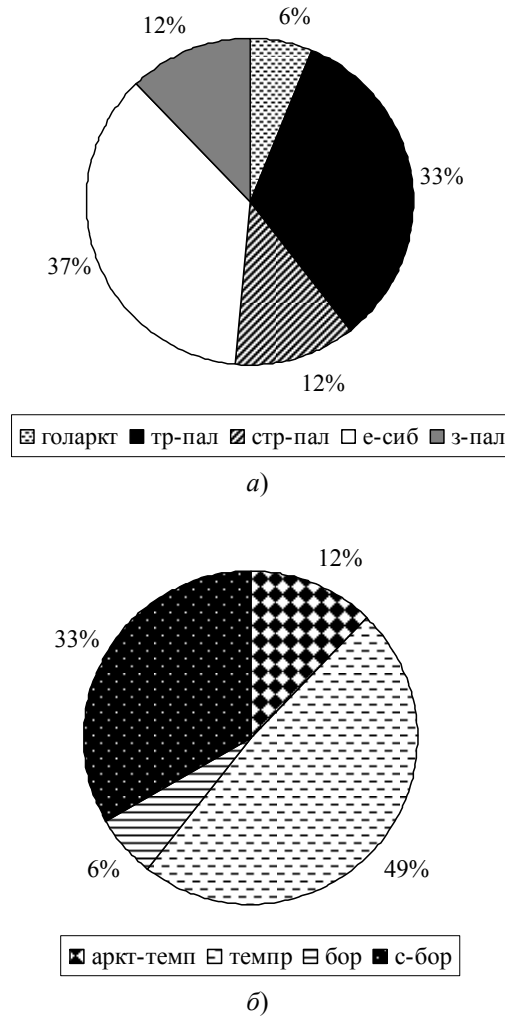 12%
6%
33%
37%
12%
голаркт тр-пал стр-пал е-сиб з-пал
а)
12%
33%
6%
49%
аркт-темп темпр бор с-бор
б)